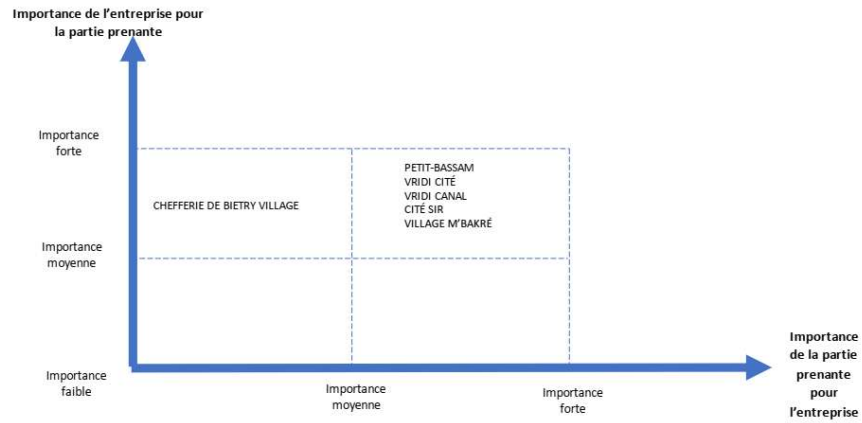 Importance de l'entreprise pour
la partie prenante
Importance
forte
PETIT-BASSAM
VRIDI CITÉ
VRIDI CANAL
CITÉ SIR
VILLAGE M'BAKRÉ
CHEFFERIE DE BIETRY VILLAGE
Importance
moyenne
Importance
faible
Importance
moyenne
Importance
forte
Importance
de la partie
prenante
pour
l'entreprise